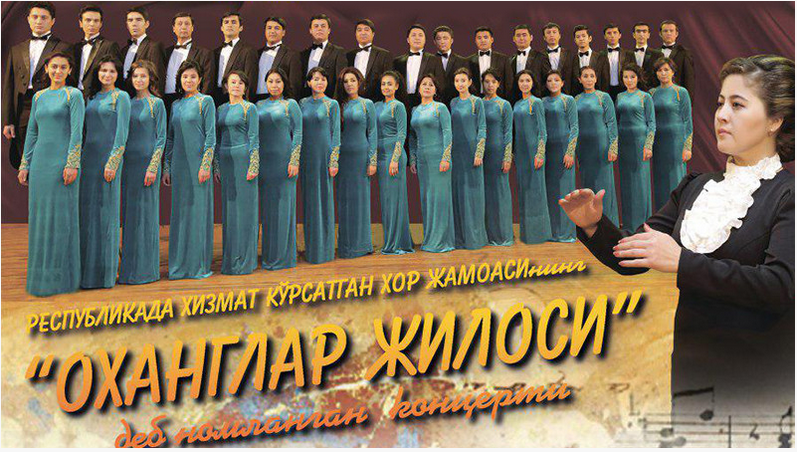 РЕСПУБЛИКАДА ХИЗМАТ КЎРСАТГАН ХОР ЖАМОАСИнинг
"ОХАНГЛАР ЖИЛОСИ"
деб номланган концерти